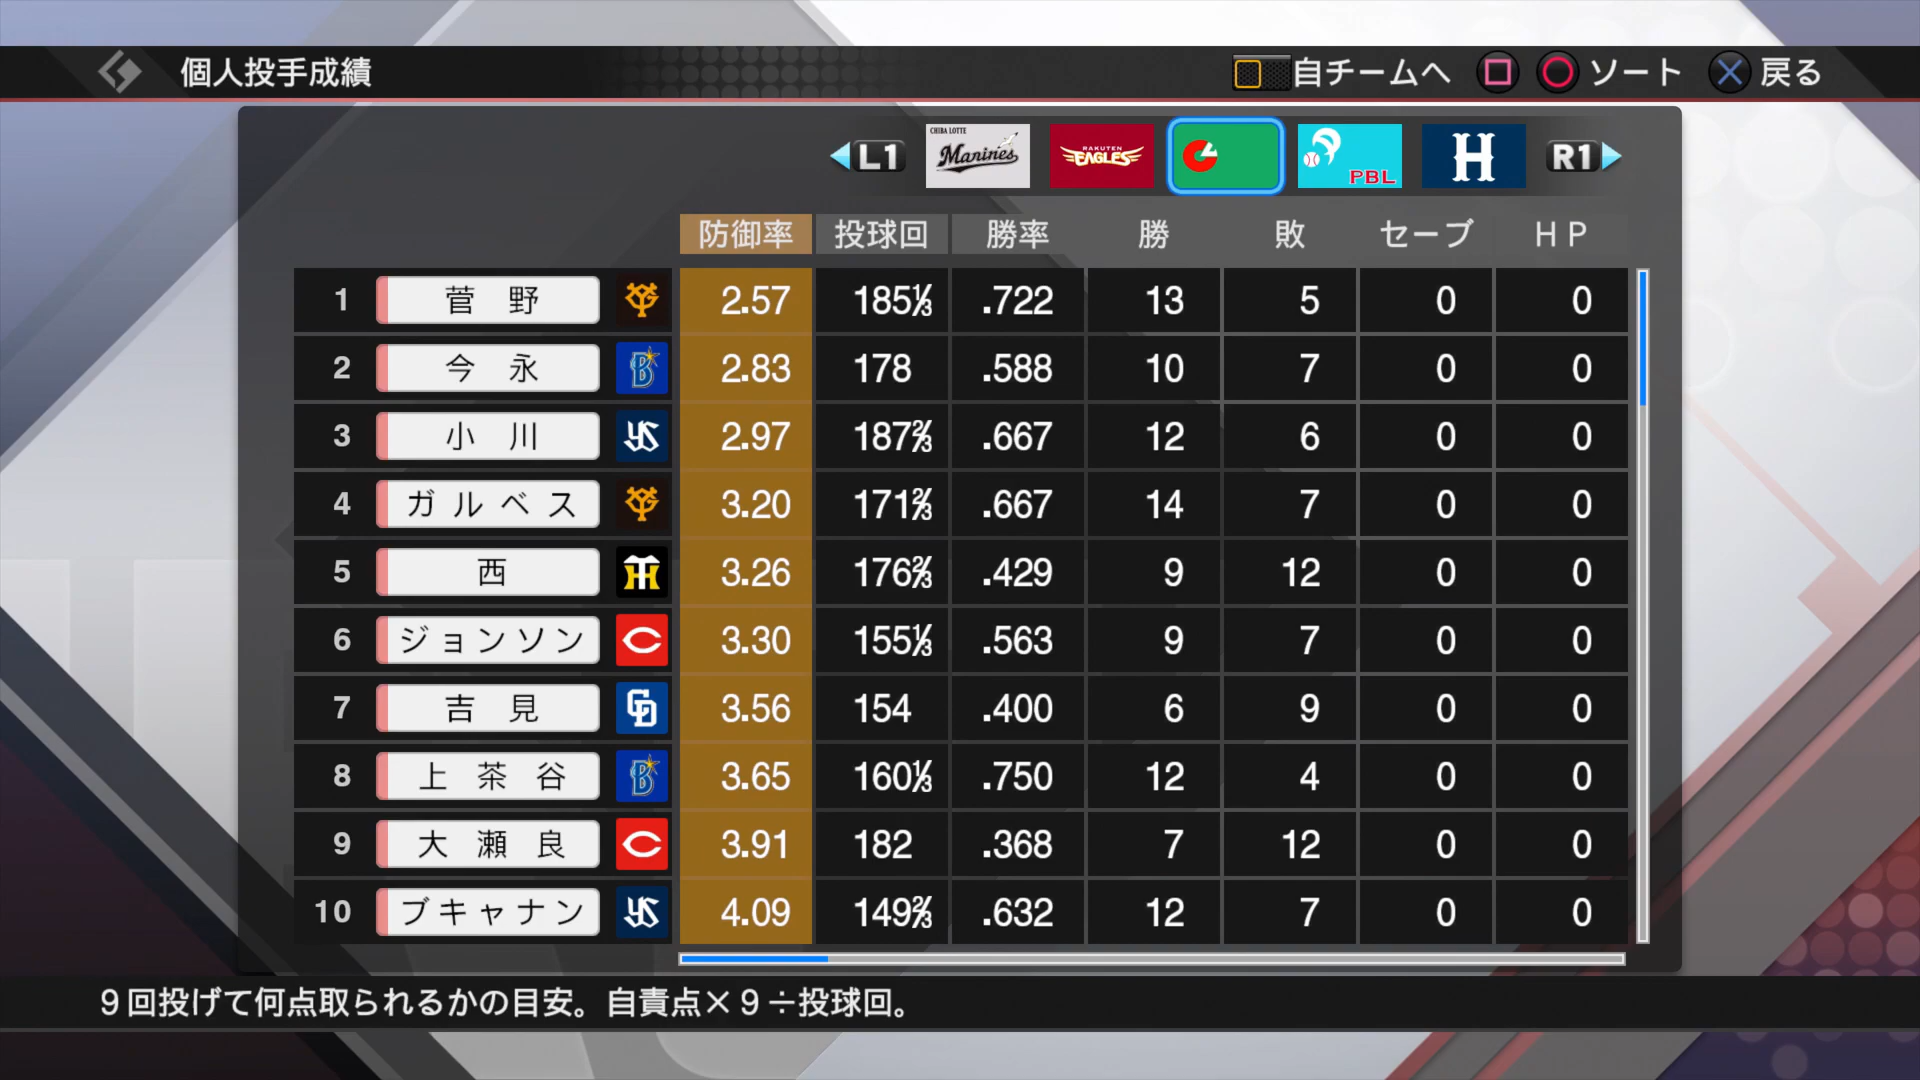 個人投手成績
自チームへ ソート 戻る
L1 CHIBA LOTTE Marines RAKUTEN EAGLES PBL H R1
防御率 投球回 勝率 勝 敗 セーブ HP
1 菅野 2.57 185⅓ .722 13 5 0 0
2 今永 2.83 178 .588 10 7 0 0
3 小川 2.97 187⅔ .667 12 6 0 0
4 ガルベス 3.20 171⅔ .667 14 7 0 0
5 西 3.26 176⅔ .429 9 12 0 0
6 ジョンソン 3.30 155⅓ .563 9 7 0 0
7 吉見 3.56 154 .400 6 9 0 0
8 上茶谷 3.65 160⅓ .750 12 4 0 0
9 大瀬良 3.91 182 .368 7 12 0 0
10 ブキャナン 4.09 149⅔ .632 12 7 0 0
9回投げて何点取られるかの目安。自責点×9÷投球回。